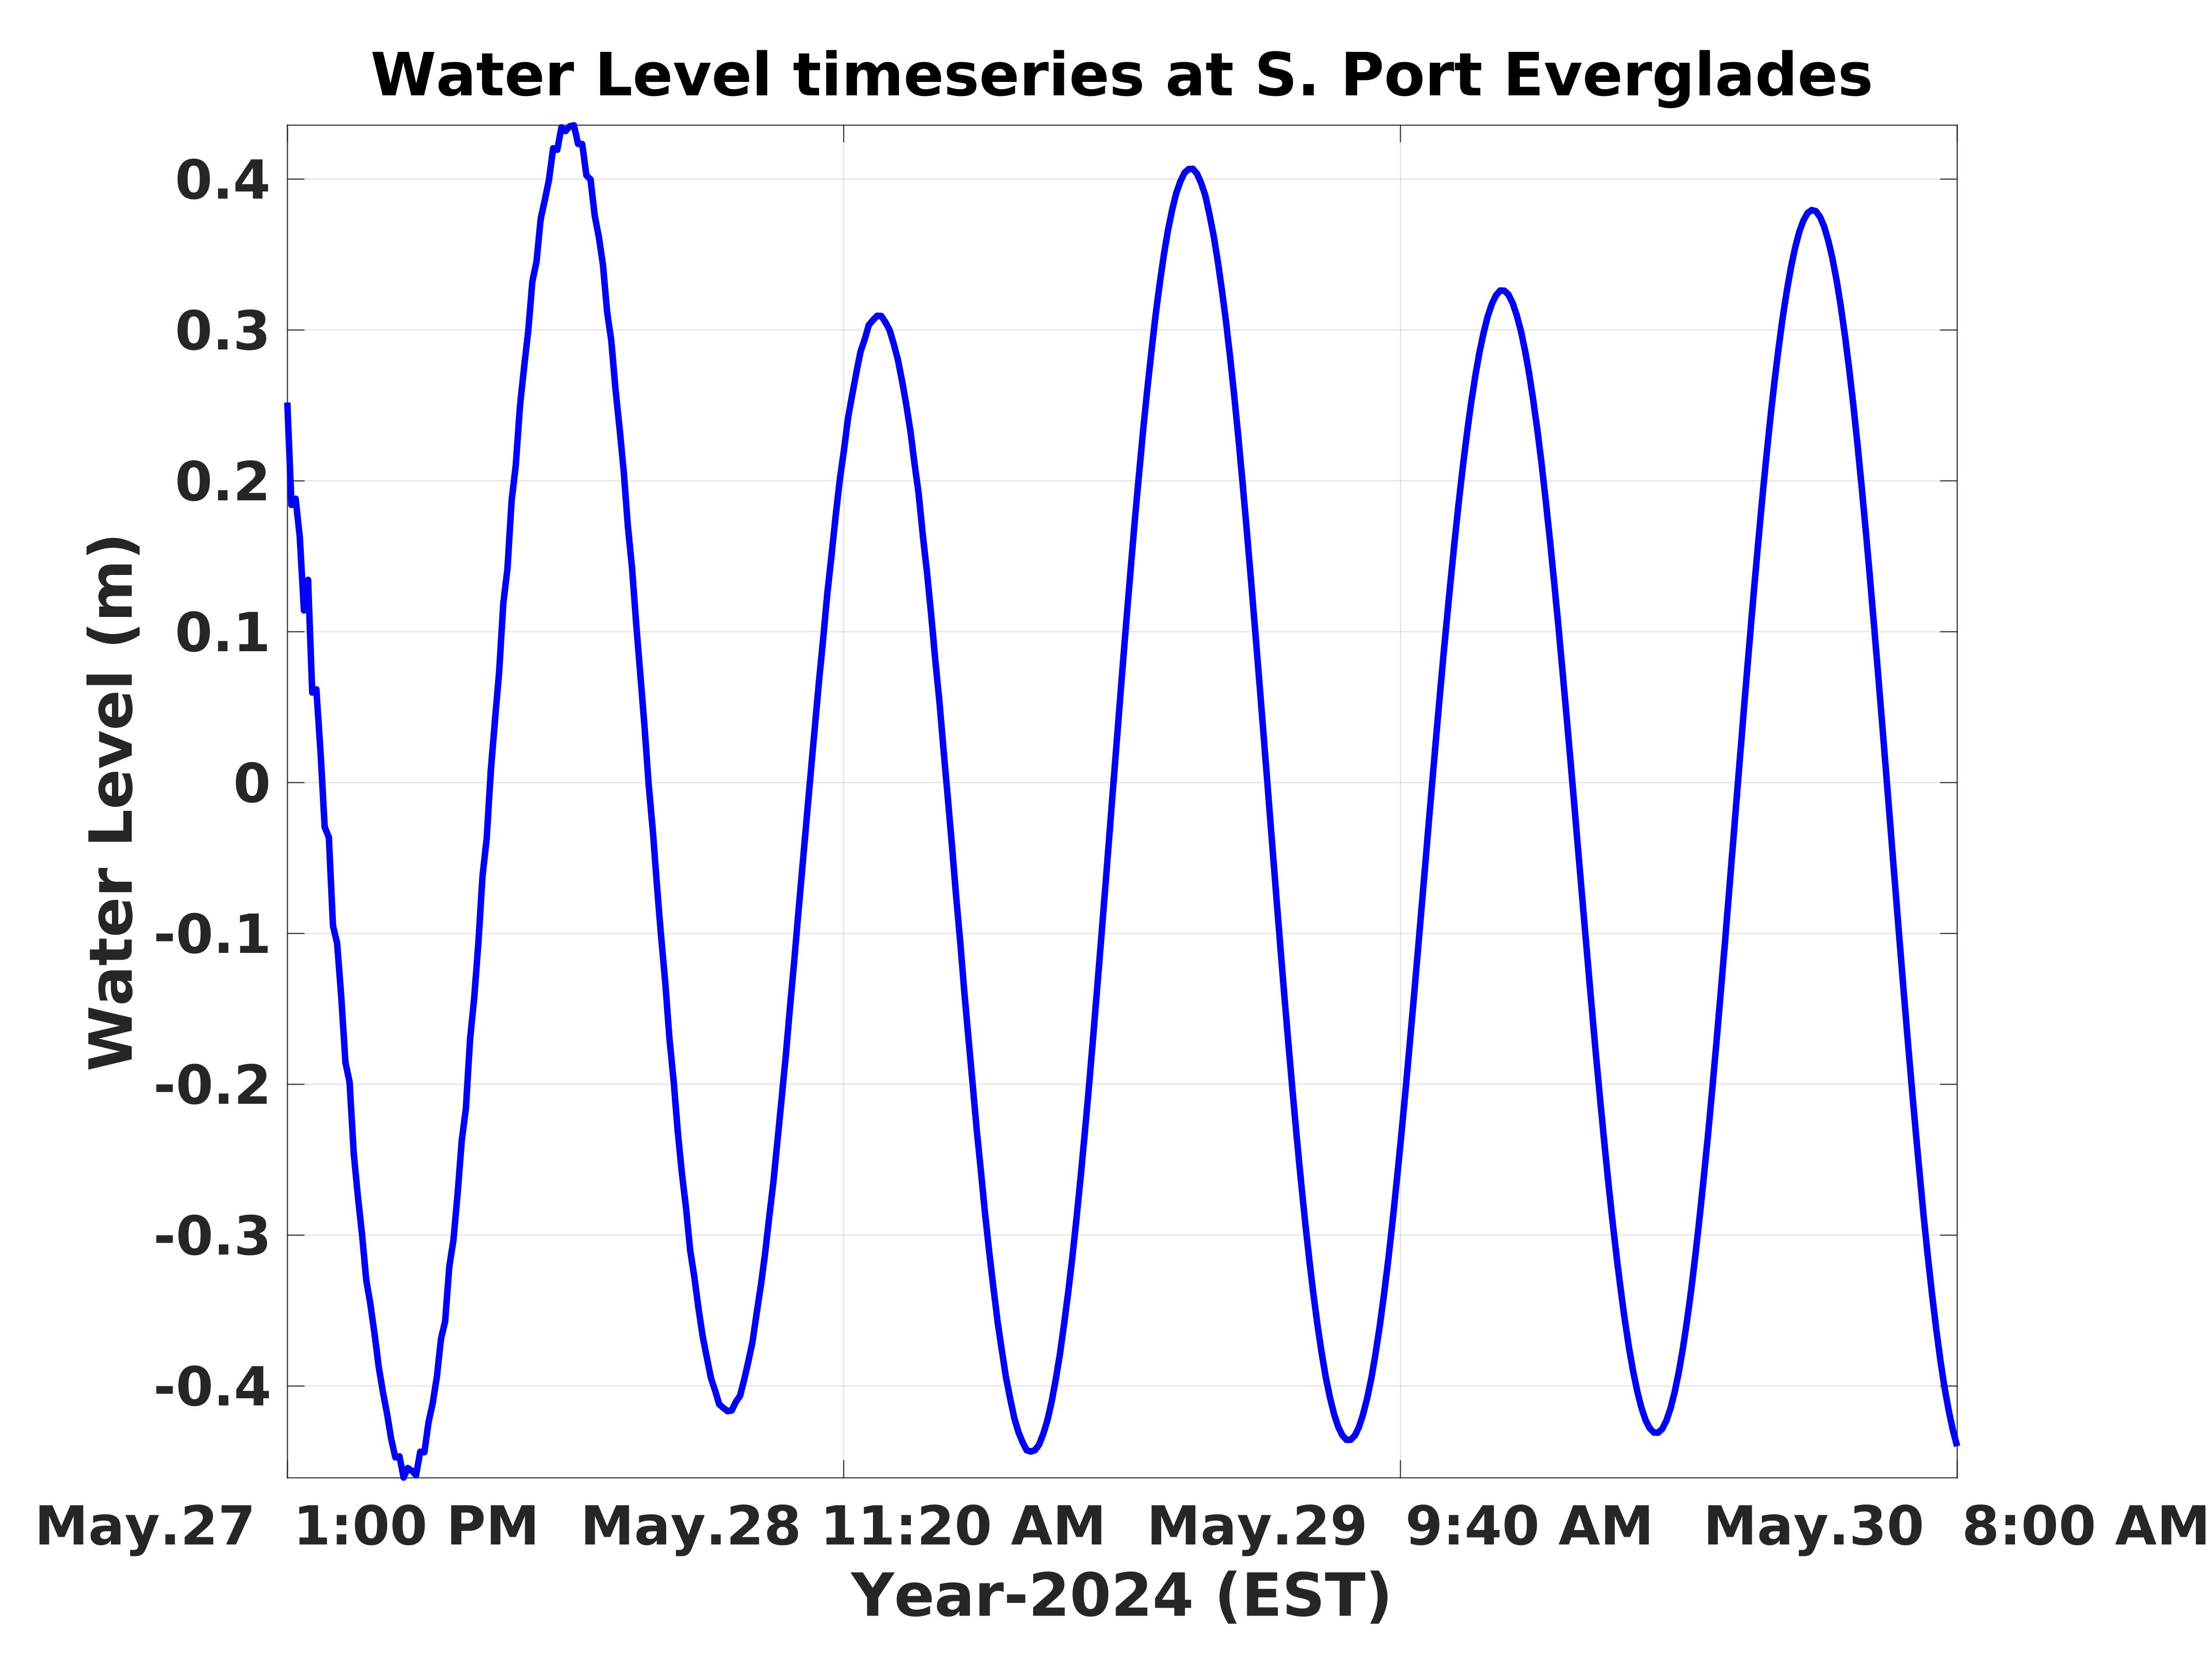 Water Level timeseries at S. Port Everglades
Water Level (m)
0.4
0.3
0.2
0.1
0
-0.1
-0.2
-0.3
-0.4
May.27 1:00 PM May.28 11:20 AM May.29 9:40 AM May.30 8:00 AM
Year-2024 (EST)